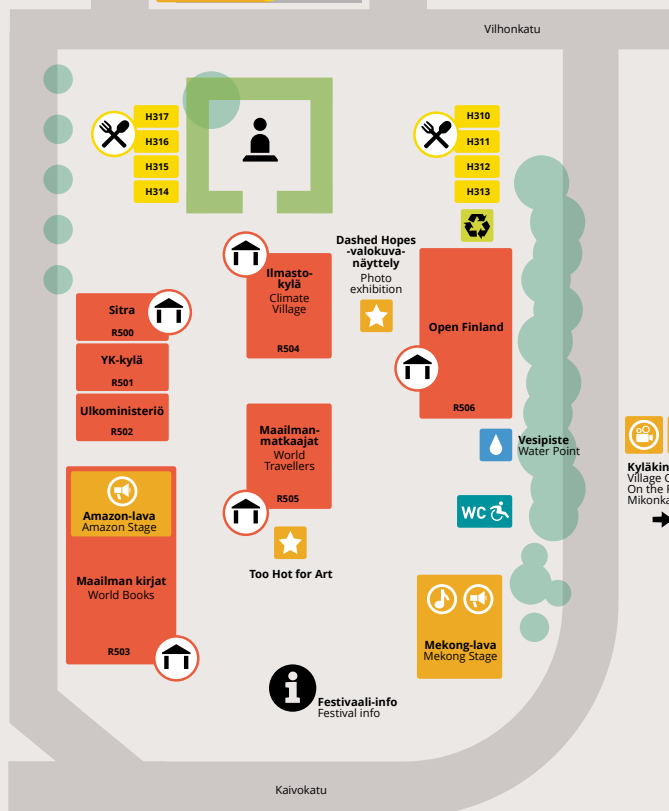 Vilhonkatu
H317
H316
H315
H314
H310
H311
H312
H313
Dashed Hopes
-valokuva-
näyttely
Photo
exhibition
Ilmasto-
kylä
Climate
Village
R504
Open Finland
R506
Sitra
R500
YK-kylä
R501
Ulkoministeriö
R502
Maailman-
matkaajat
World
Travellers
R505
Vesipiste
Water Point
Kyläkin
Village C
On the
Mikonka
Amazon-lava
Amazon Stage
WC
Too Hot for Art
Maailman kirjat
World Books
R503
Mekong-lava
Mekong Stage
Festivaali-info
Festival info
Kaivokatu